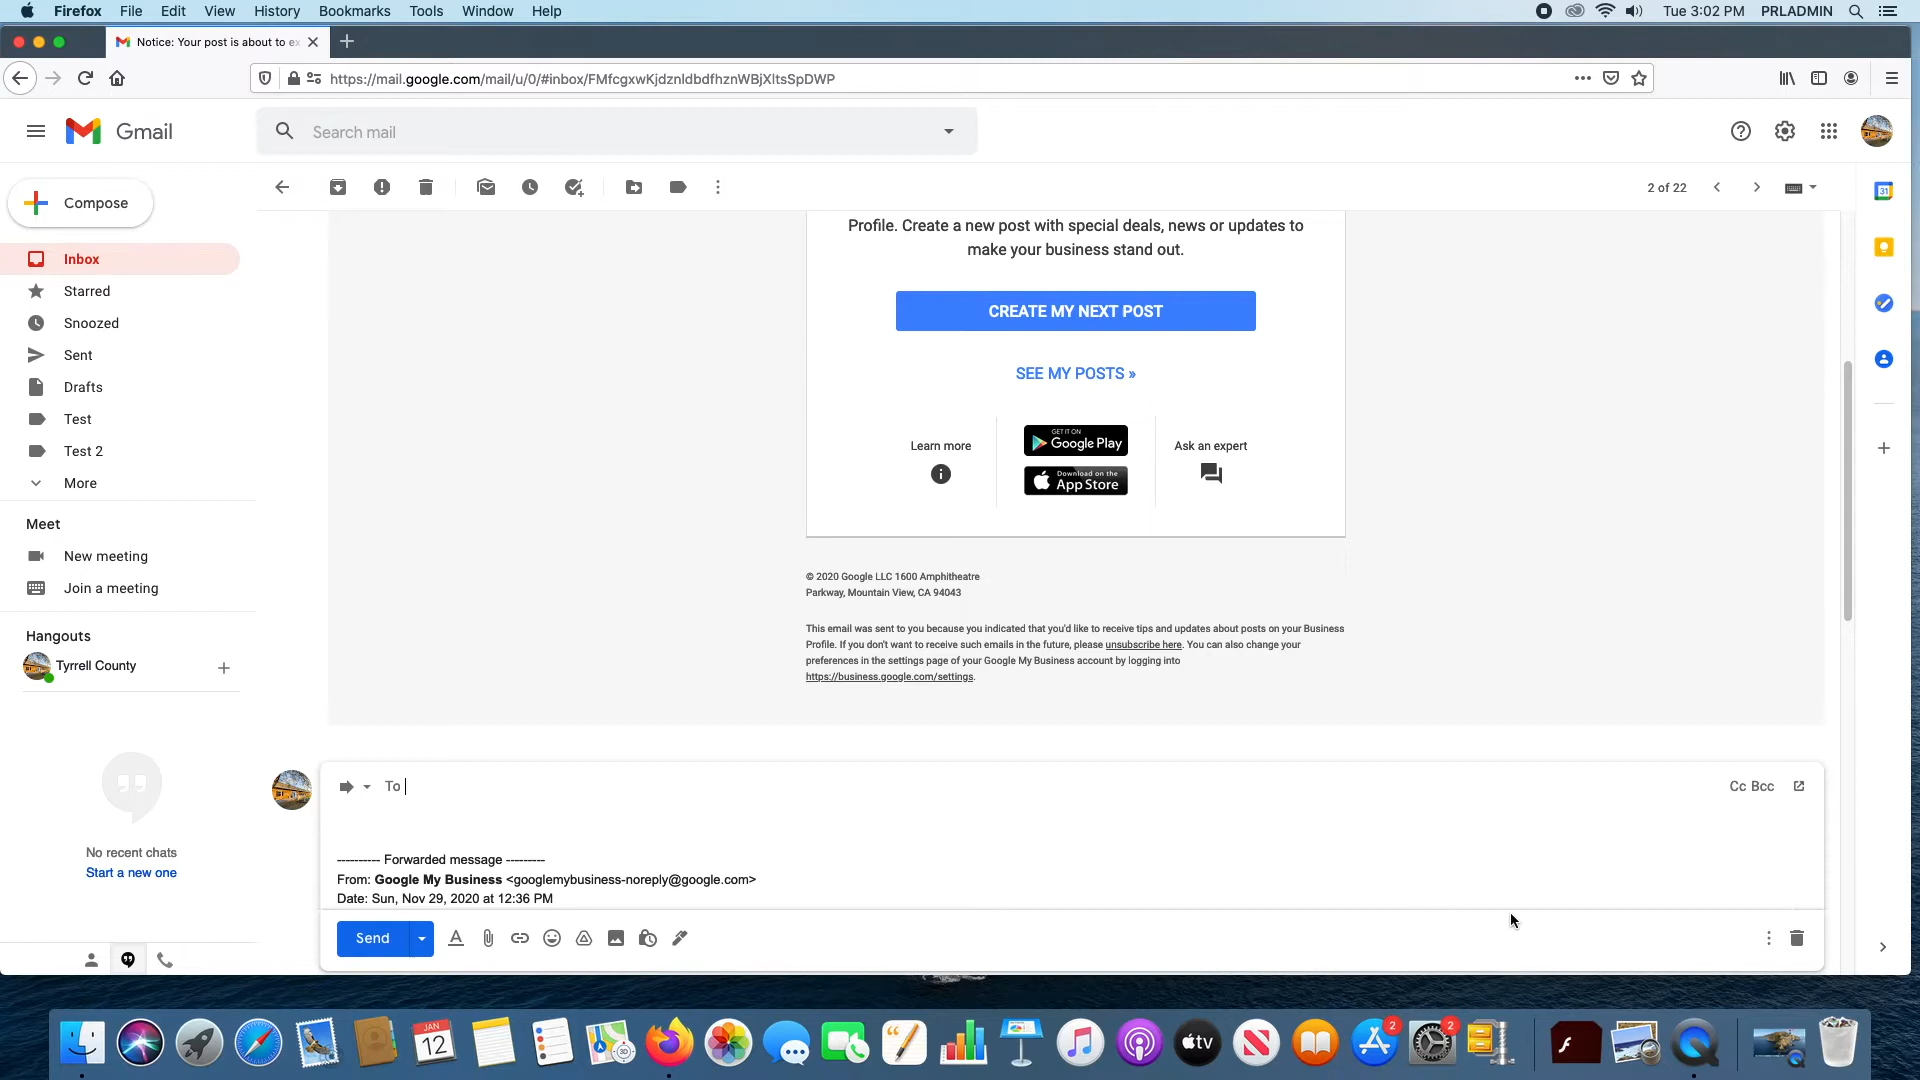 Firefox File Edit View History Bookmarks Tools Window Help Tue 3:02 PM PRLADMIN
Notice: Your post is about to ex
https://mail.google.com/mail/u/0/#inbox/FMfcgxwKjdznldbdfhznWBjXltsSpDWP
Gmail
Search mail
2 of 22
31
Compose
Inbox
Starred
Snoozed
Sent
Drafts
Test
Test 2
More
Meet
New meeting
Join a meeting
Hangouts
Tyrrell County
No recent chats
Start a new one
Profile. Create a new post with special deals, news or updates to
make your business stand out.
CREATE MY NEXT POST
SEE MY POSTS »
Learn more
GET IT ON
Google Play
Download on the
App Store
Ask an expert
© 2020 Google LLC 1600 Amphitheatre
Parkway, Mountain View, CA 94043
This email was sent to you because you indicated that you'd like to receive tips and updates about posts on your Business
Profile. If you don't want to receive such emails in the future, please unsubscribe here. You can also change your
preferences in the settings page of your Google My Business account by logging into
https://business.google.com/settings.
To
Cc Bcc
---------- Forwarded message ---------
From: Google My Business <googlemybusiness-noreply@google.com>
Date: Sun, Nov 29, 2020 at 12:36 PM
Send
JAN
12
3D
tv
2
2